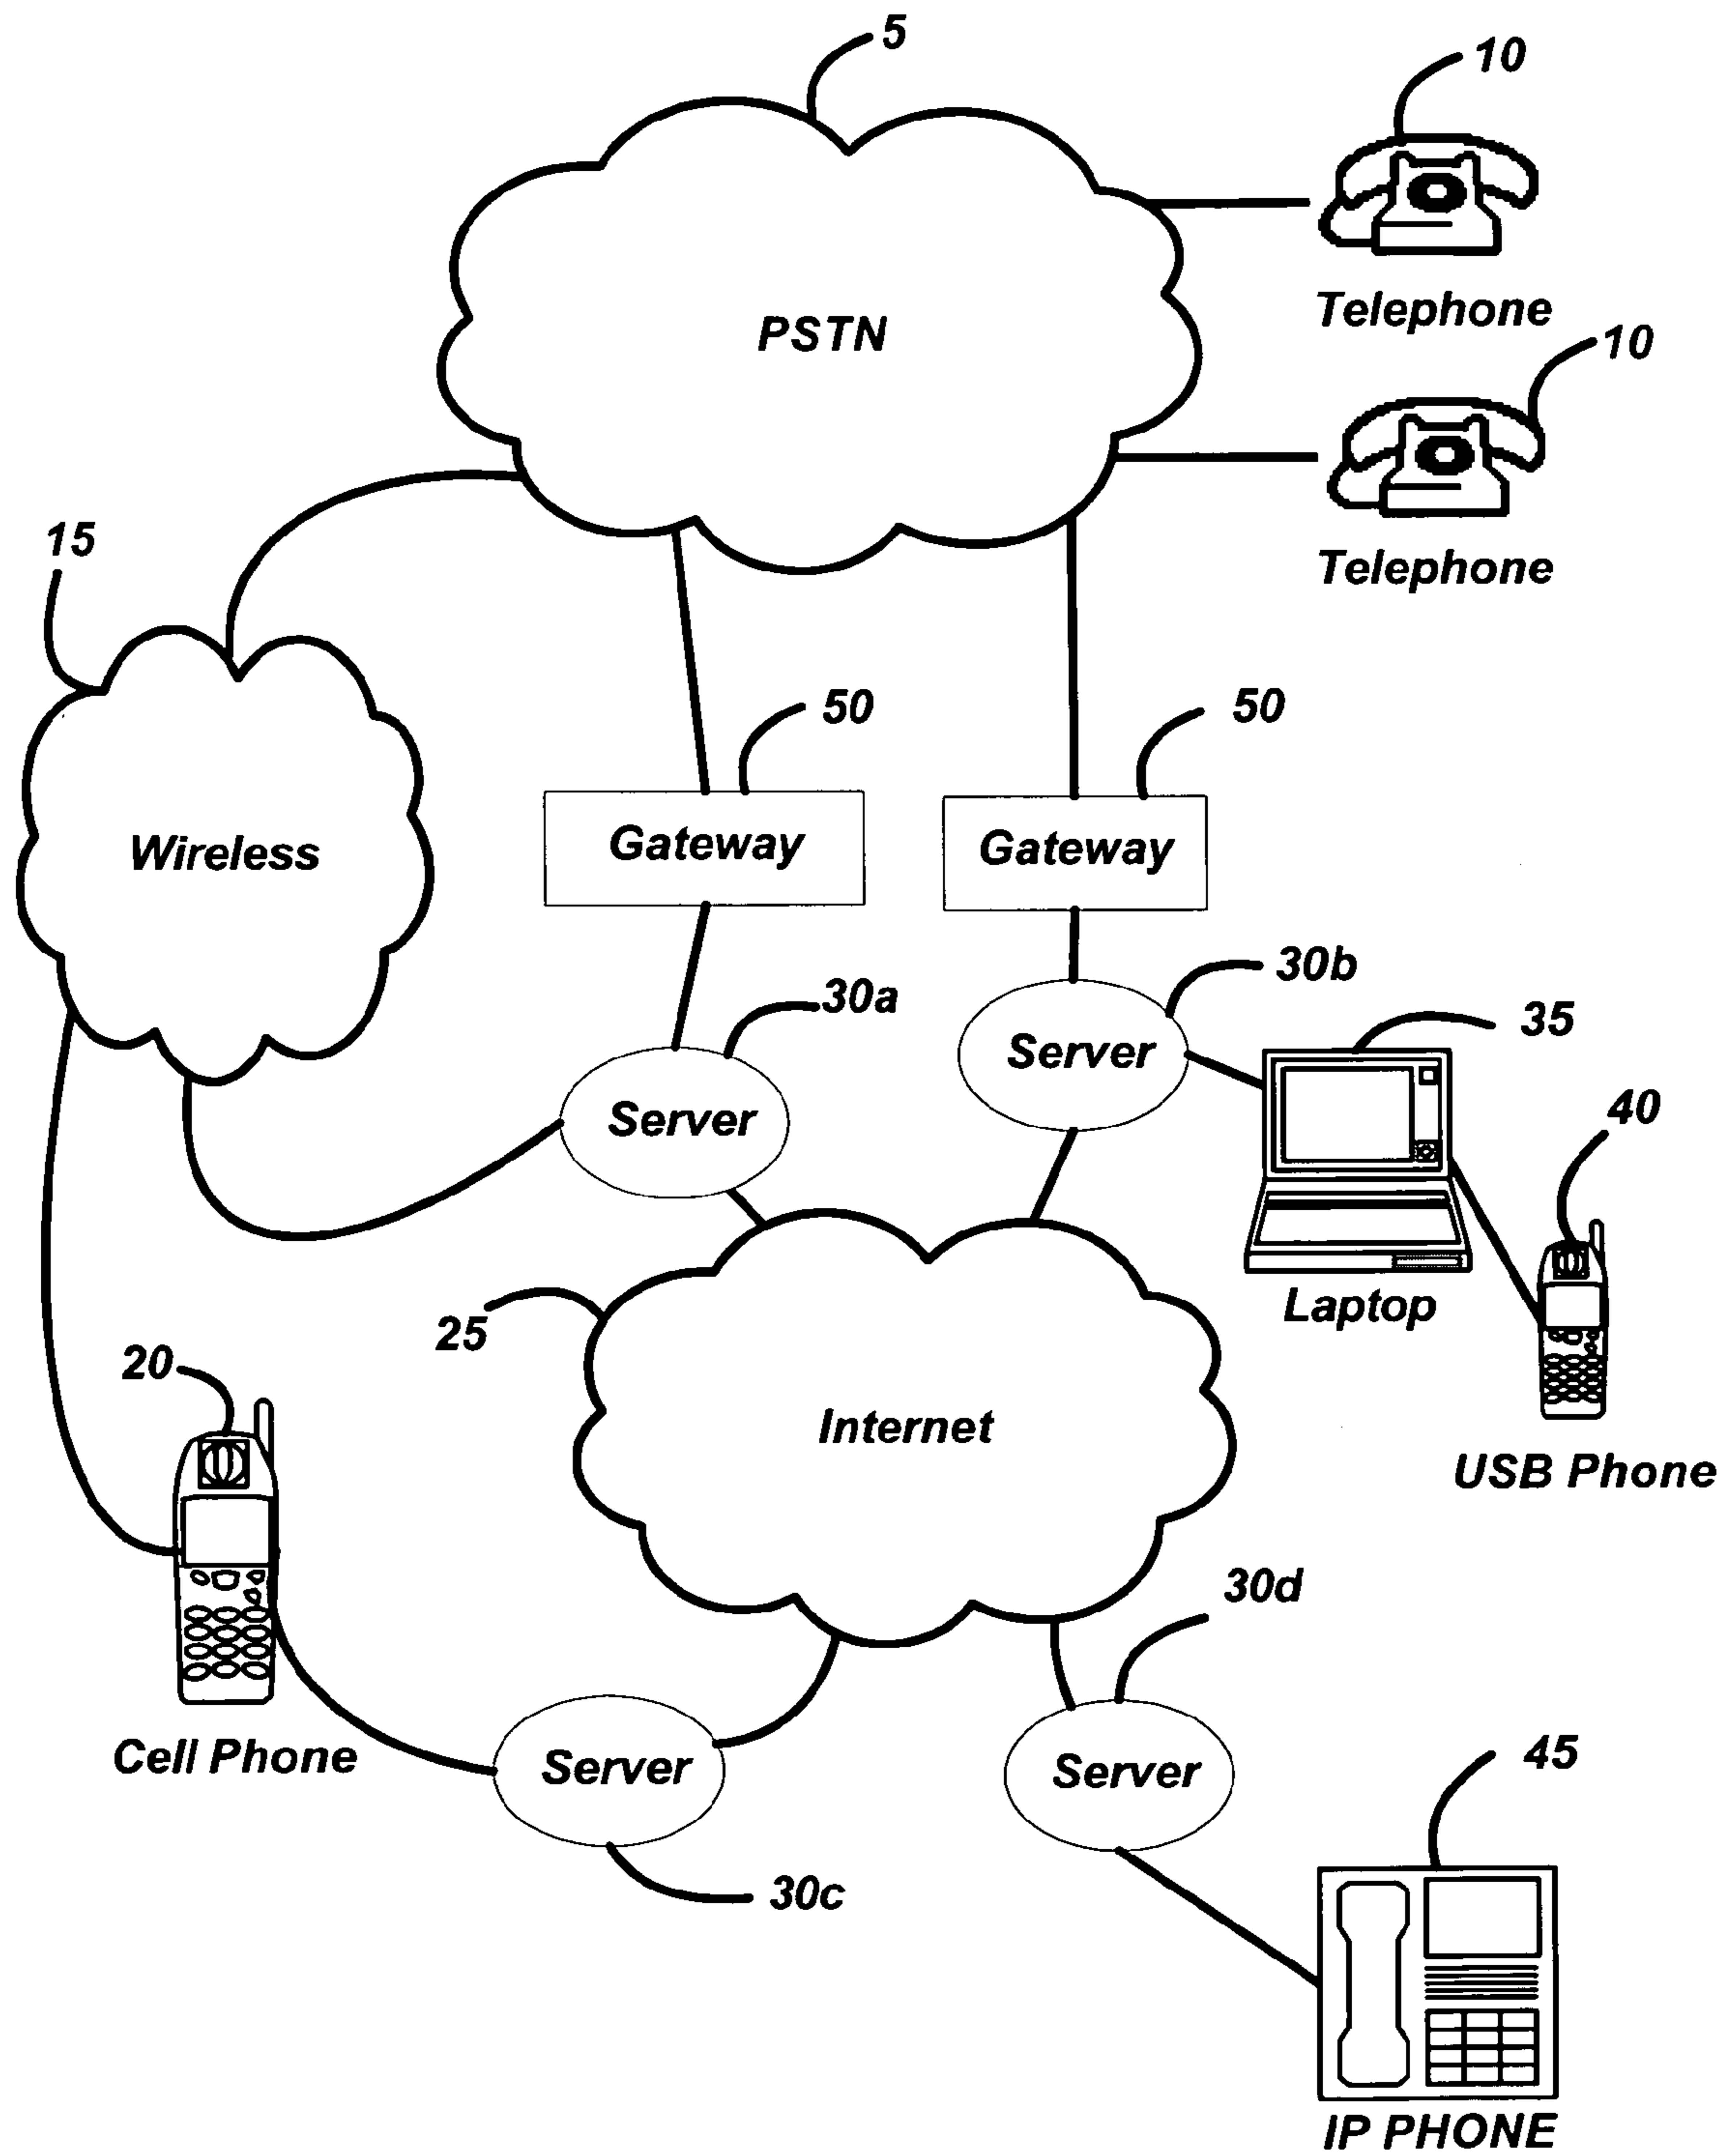 5
10
Telephone
PSTN
10
Telephone
15
50
50
Wireless
Gateway
Gateway
30a
30b
35
Server
Server
40
Laptop
25
20
Internet
USB Phone
30d
Cell Phone
Server
Server
45
30c
IP PHONE